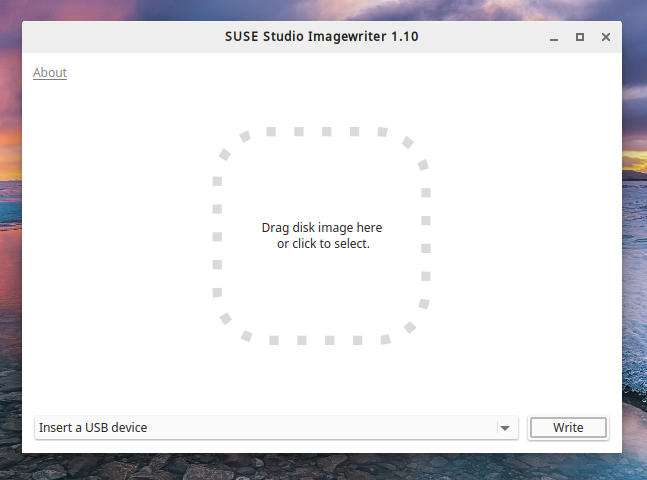 SUSE Studio Imagewriter 1.10
About
Drag disk image here
or click to select.
Insert a USB device
Write